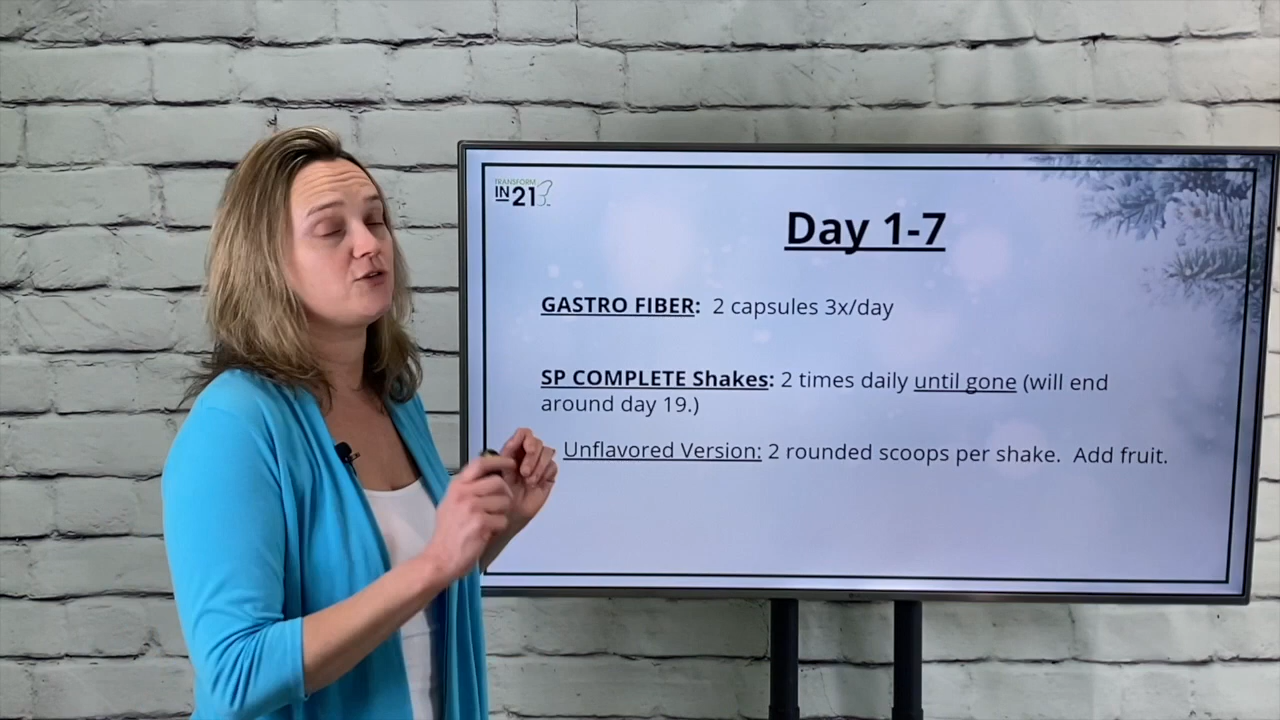 TRANSFORM
IN 21
Day 1-7
GASTRO FIBER: 2 capsules 3x/day
SP COMPLETE Shakes: 2 times daily until gone (will end
around day 19.)
Unflavored Version: 2 rounded scoops per shake. Add fruit.